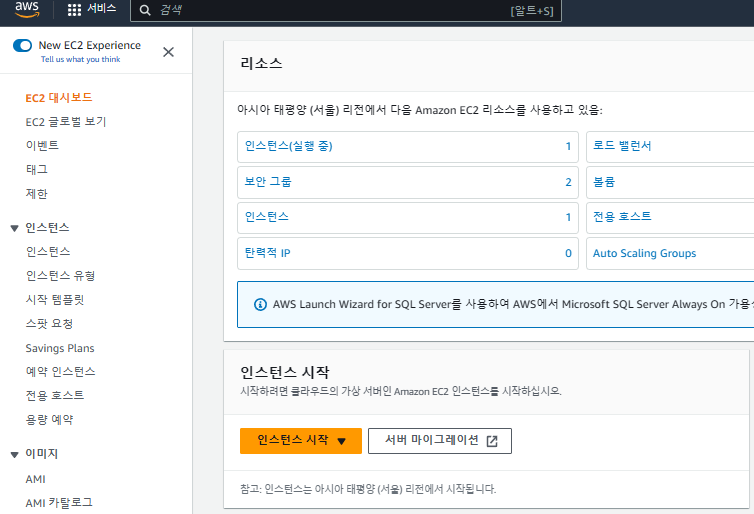 aws
서비스
검색
[알트+S]
New EC2 Experience
Tell us what you think
EC2 대시보드
EC2 글로벌 보기
이벤트
태그
제한
인스턴스
인스턴스
인스턴스 유형
시작 템플릿
스팟 요청
Savings Plans
예약 인스턴스
전용 호스트
용량 예약
이미지
AMI
AMI 카탈로그
리소스
아시아 태평양 (서울) 리전에서 다음 Amazon EC2 리소스를 사용하고 있음:
인스턴스(실행 중) 1
로드 밸런서
보안 그룹 2
볼륨
인스턴스 1
전용 호스트
탄력적 IP 0
Auto Scaling Groups
AWS Launch Wizard for SQL Server를 사용하여 AWS에서 Microsoft SQL Server Always On
인스턴스 시작
시작하려면 클라우드의 가상 서버인 Amazon EC2 인스턴스를 시작하십시오.
인스턴스 시작
서버 마이그레이션
참고: 인스턴스는 아시아 태평양 (서울) 리전에서 시작됩니다.